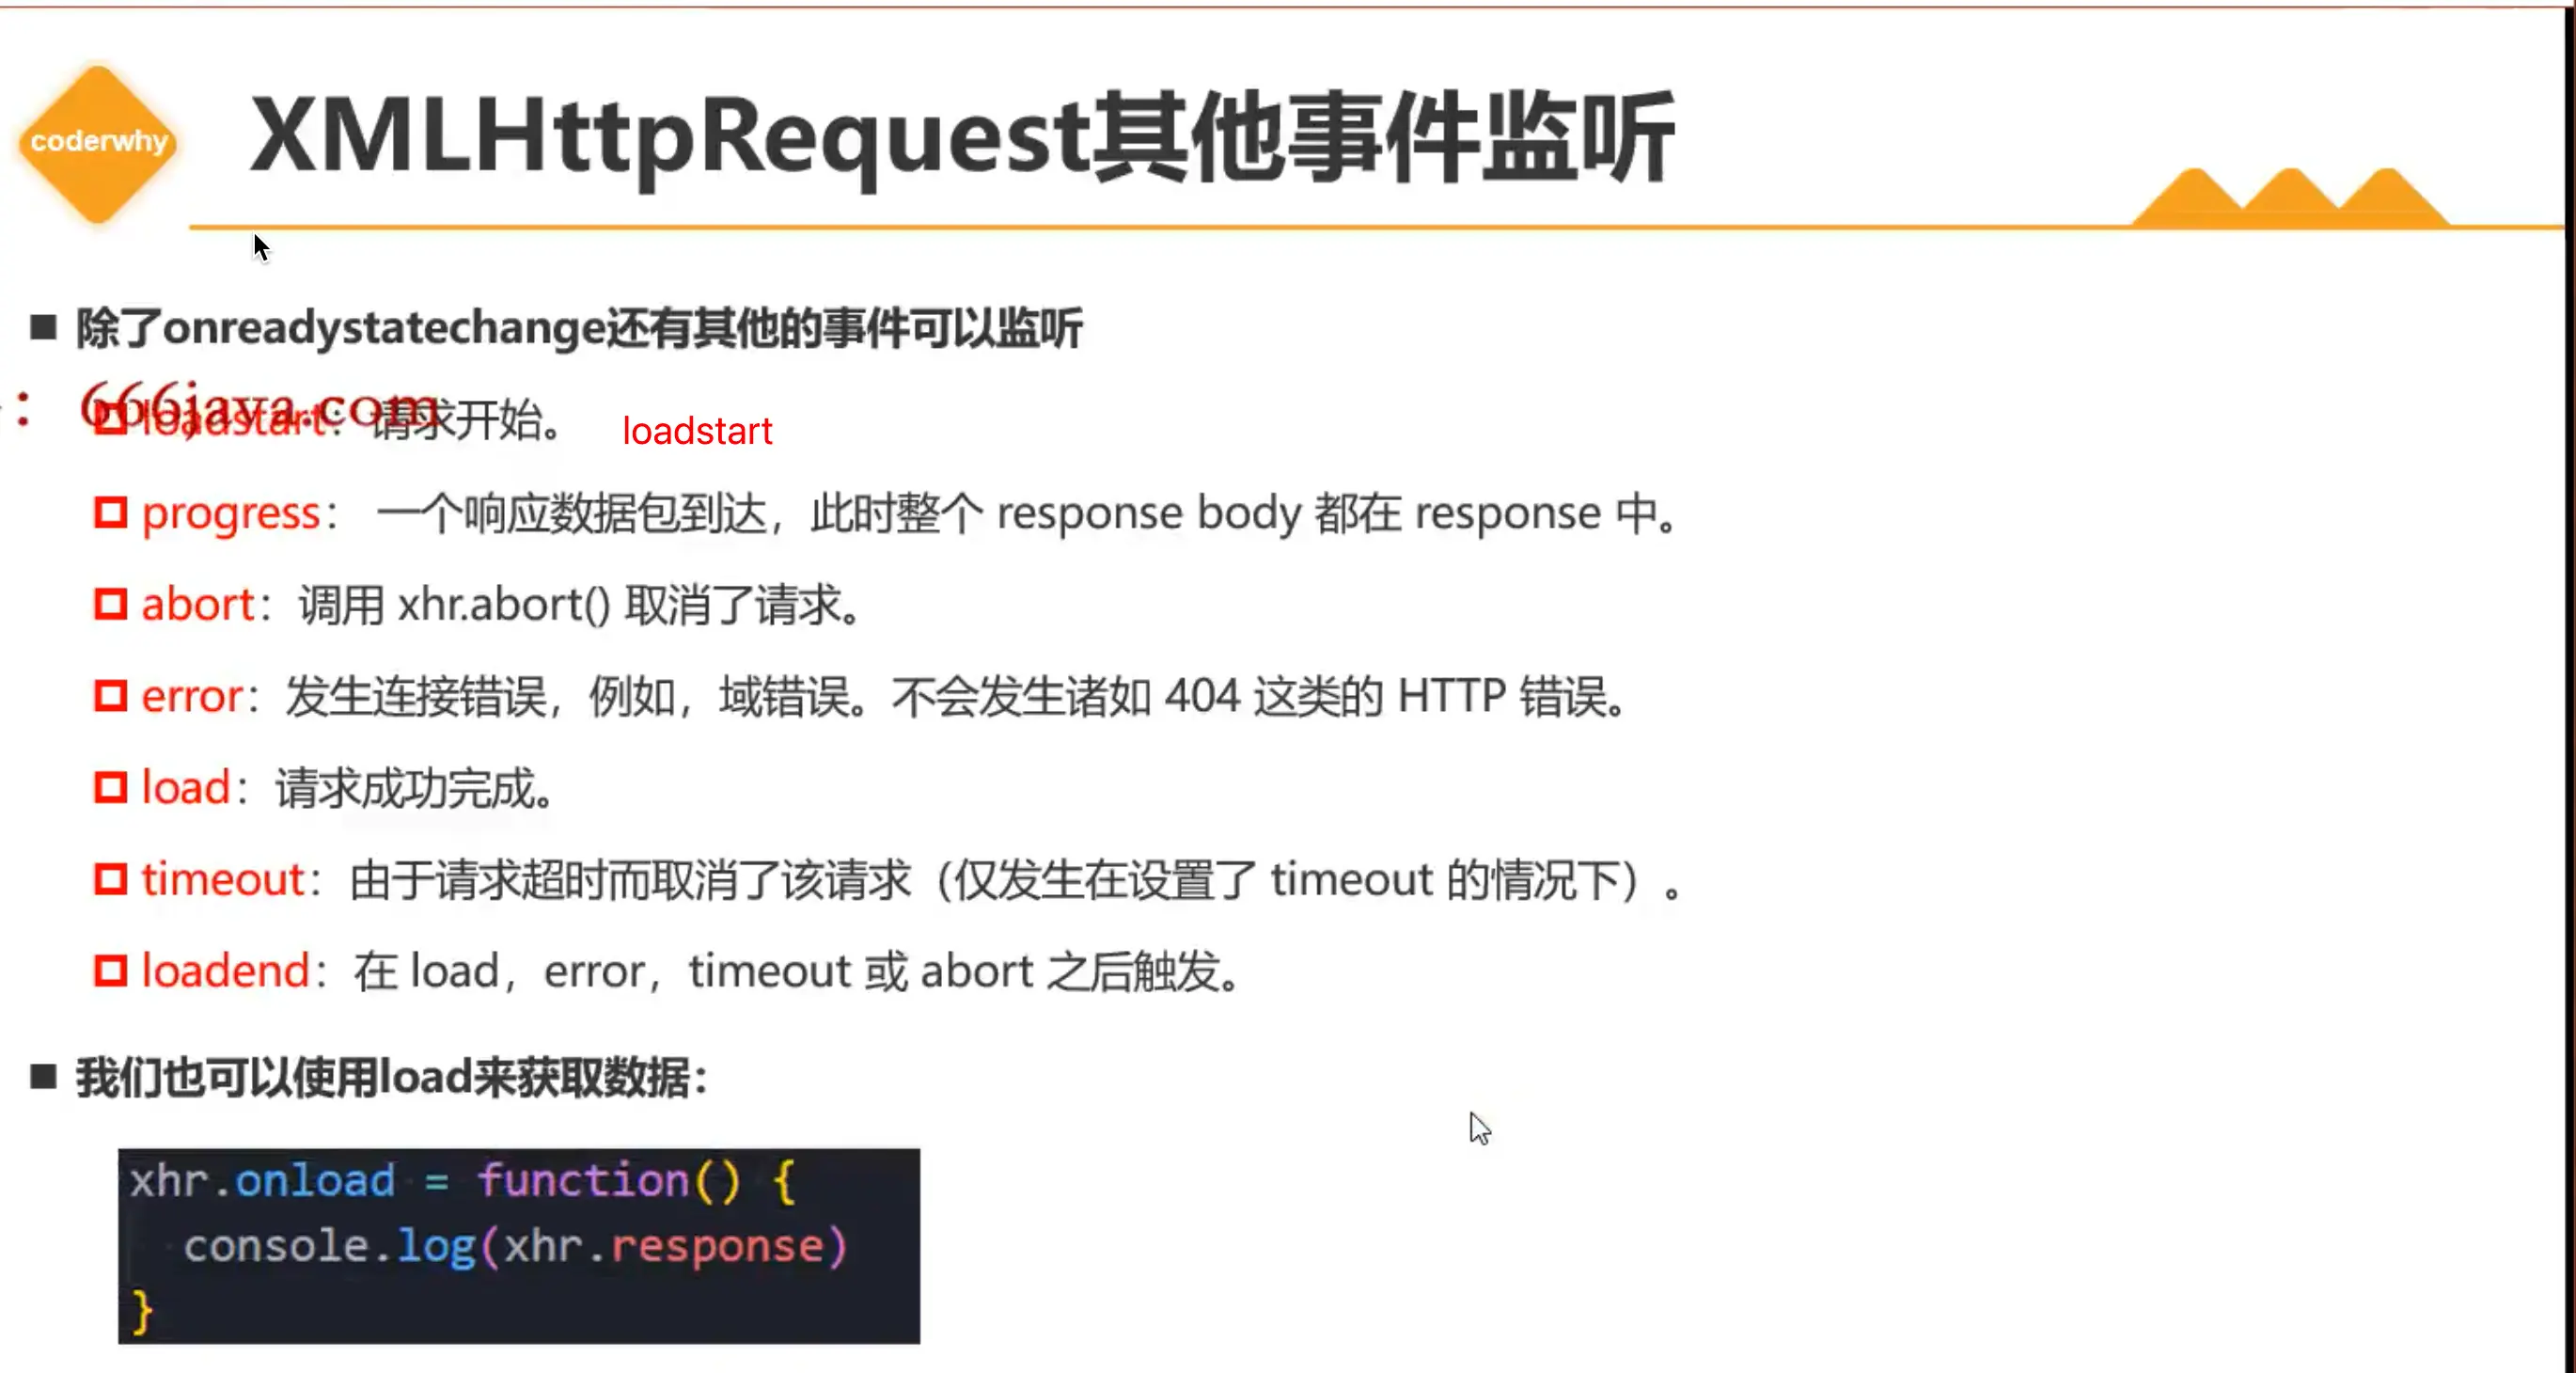 coderwhy
XMLHttpRequest其他事件监听
除了onreadystatechange还有其他的事件可以监听
：666java.com
loadstart：请求开始。 loadstart
progress： 一个响应数据包到达，此时整个 response body 都在 response 中。
abort：调用 xhr.abort() 取消了请求。
error：发生连接错误，例如，域错误。不会发生诸如 404 这类的 HTTP 错误。
load：请求成功完成。
timeout：由于请求超时而取消了该请求（仅发生在设置了 timeout 的情况下）。
loadend：在 load，error，timeout 或 abort 之后触发。
我们也可以使用load来获取数据：
xhr.onload = function() {
console.log(xhr.response)
}